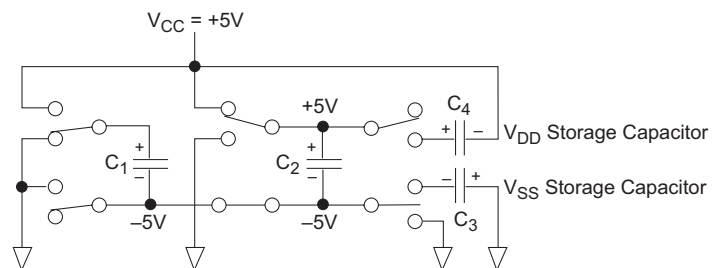 V_CC = +5V
+5V
C_4
+
–
V_DD Storage Capacitor
+
C_1
–
+
C_2
–
–
+
V_SS Storage Capacitor
–5V
–5V
C_3